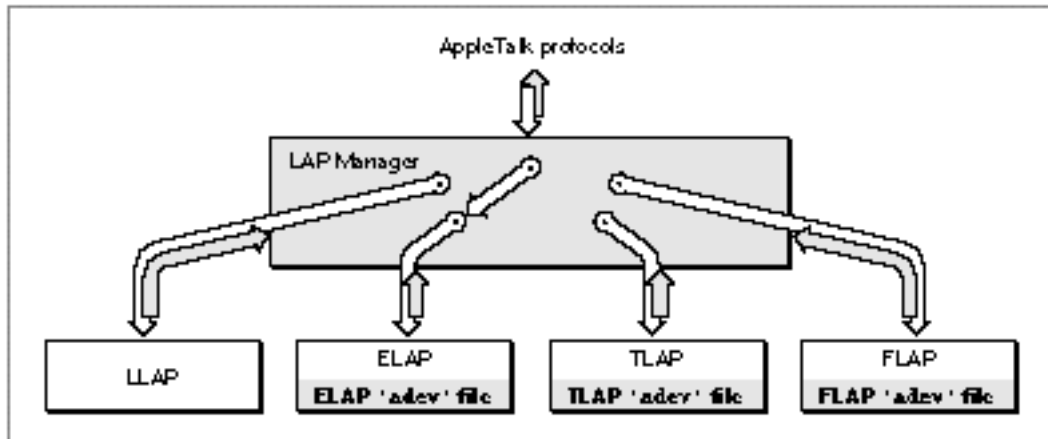 AppleTalk protocols
LAP Manager
LLAP
ELAP
ELAP 'adev' file
TLAP
TLAP 'adev' file
FLAP
FLAP 'adev' file